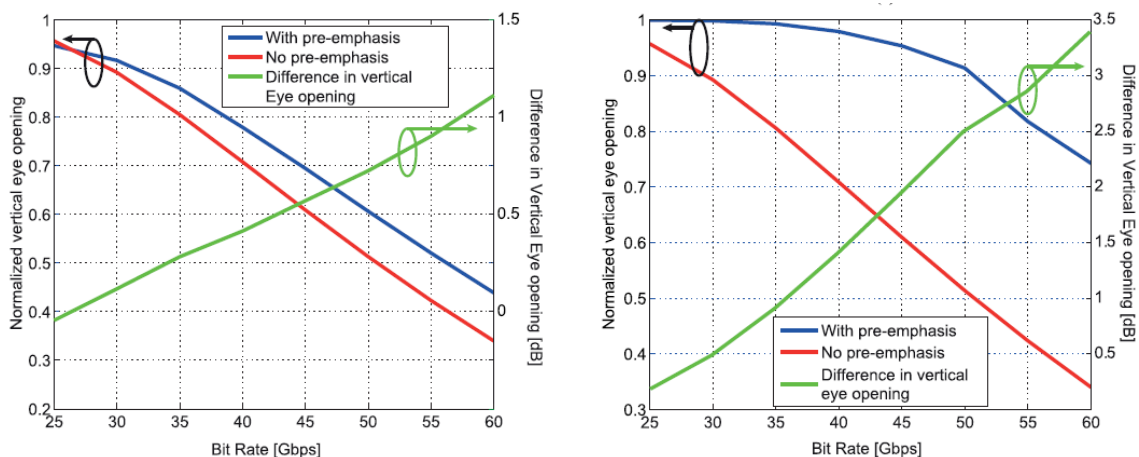 Normalized vertical eye opening
1
0.9
0.8
0.7
0.6
0.5
0.4
0.3
0.2
With pre-emphasis
No pre-emphasis
Difference in vertical
Eye opening
1.5
1
0.5
0
Difference in Vertical Eye opening [dB]
25 30 35 40 45 50 55 60
Bit Rate [Gbps]
Normalized vertical eye opening
1
0.9
0.8
0.7
0.6
0.5
0.4
0.3
With pre-emphasis
No pre-emphasis
Difference in vertical
eye opening
3.5
3
2.5
2
1.5
1
0.5
Difference in Vertical
Eye opening [dB]
25 30 35 40 45 50 55 60
Bit Rate [Gbps]